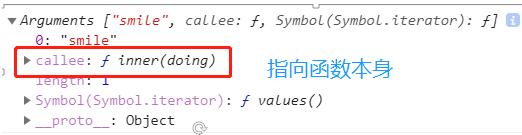 ▼ Arguments ["smile", callee: ƒ, Symbol(Symbol.iterator): ƒ] i
0: "smile"
▶ callee: ƒ inner(doing) 指向函数本身
length: 1
▶ Symbol(Symbol.iterator): ƒ values()
▶ __proto__: Object